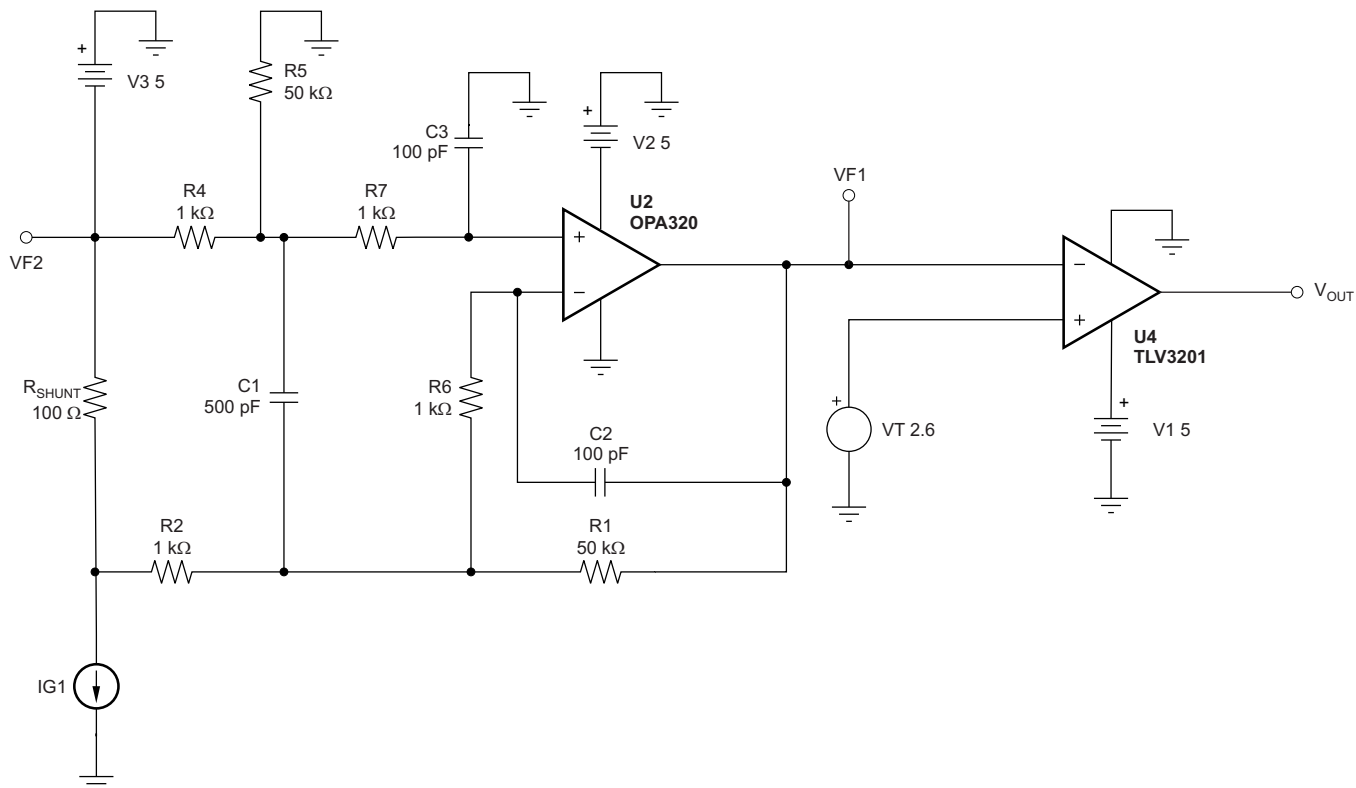 +
V3 5
R5
50 kΩ
C3
100 pF
+
V2 5
R4
1 kΩ
R7
1 kΩ
U2
OPA320
VF1
VF2
+
−
−
+
V_OUT
U4
TLV3201
R_SHUNT
100 Ω
C1
500 pF
R6
1 kΩ
C2
100 pF
+
VT 2.6
+
V1 5
R2
1 kΩ
R1
50 kΩ
IG1